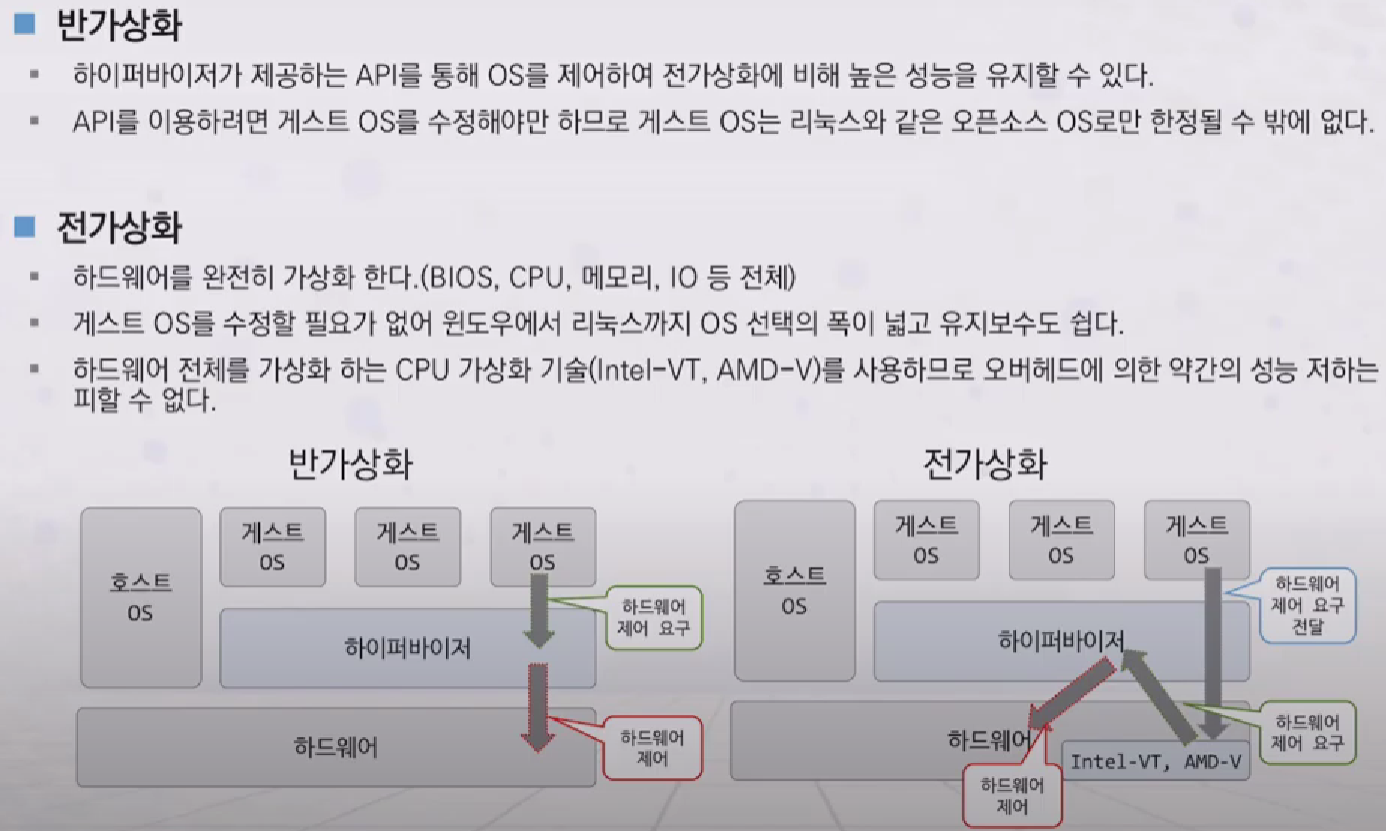 반가상화
하이퍼바이저가 제공하는 API를 통해 OS를 제어하여 전가상화에 비해 높은 성능을 유지할 수 있다.
API를 이용하려면 게스트 OS를 수정해야만 하므로 게스트 OS는 리눅스와 같은 오픈소스 OS로만 한정될 수 밖에 없다.
전가상화
하드웨어를 완전히 가상화 한다.(BIOS, CPU, 메모리, IO 등 전체)
게스트 OS를 수정할 필요가 없어 윈도우에서 리눅스까지 OS 선택의 폭이 넓고 유지보수도 쉽다.
하드웨어 전체를 가상화 하는 CPU 가상화 기술(Intel-VT, AMD-V)를 사용하므로 오버헤드에 의한 약간의 성능 저하는
피할 수 없다.
반가상화
호스트
OS
게스트
OS
게스트
OS
게스트
OS
하드웨어
제어 요구
하이퍼바이저
하드웨어
제어
하드웨어
전가상화
호스트
OS
게스트
OS
게스트
OS
게스트
OS
하드웨어
제어 요구
전달
하이퍼바이저
하드웨어
제어 요구
하드웨어
Intel-VT, AMD-V
하드웨어
제어